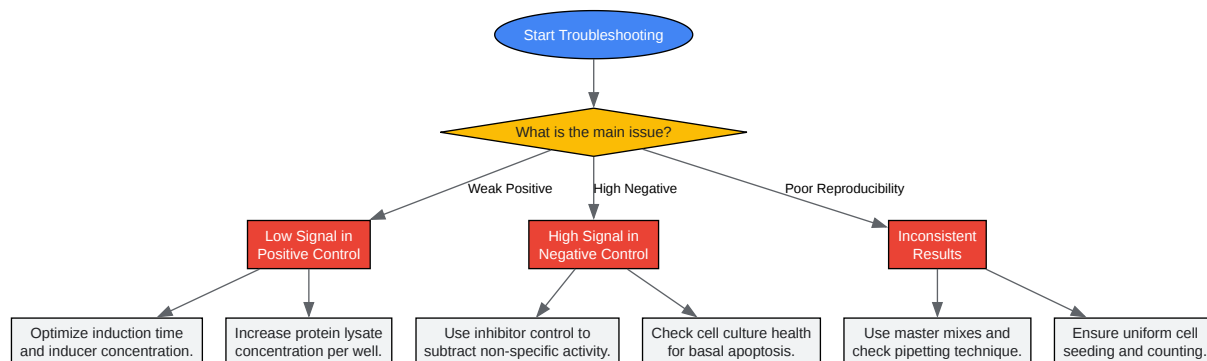 Start Troubleshooting
What is the main issue?
Weak Positive
High Negative
Poor Reproducibility
Low Signal in
Positive Control
High Signal in
Negative Control
Inconsistent
Results
Optimize induction time
and inducer concentration.
Increase protein lysate
concentration per well.
Use inhibitor control to
subtract non-specific activity.
Check cell culture health
for basal apoptosis.
Use master mixes and
check pipetting technique.
Ensure uniform cell
seeding and counting.